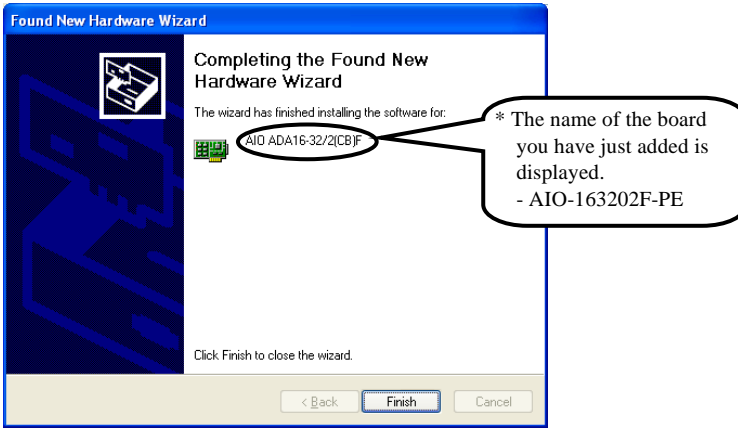 Found New Hardware Wizard
Completing the Found New
Hardware Wizard
The wizard has finished installing the software for:
AIO ADA16-32/2(CB)F
* The name of the board
you have just added is
displayed.
- AIO-163202F-PE
Click Finish to close the wizard.
< Back
Finish
Cancel